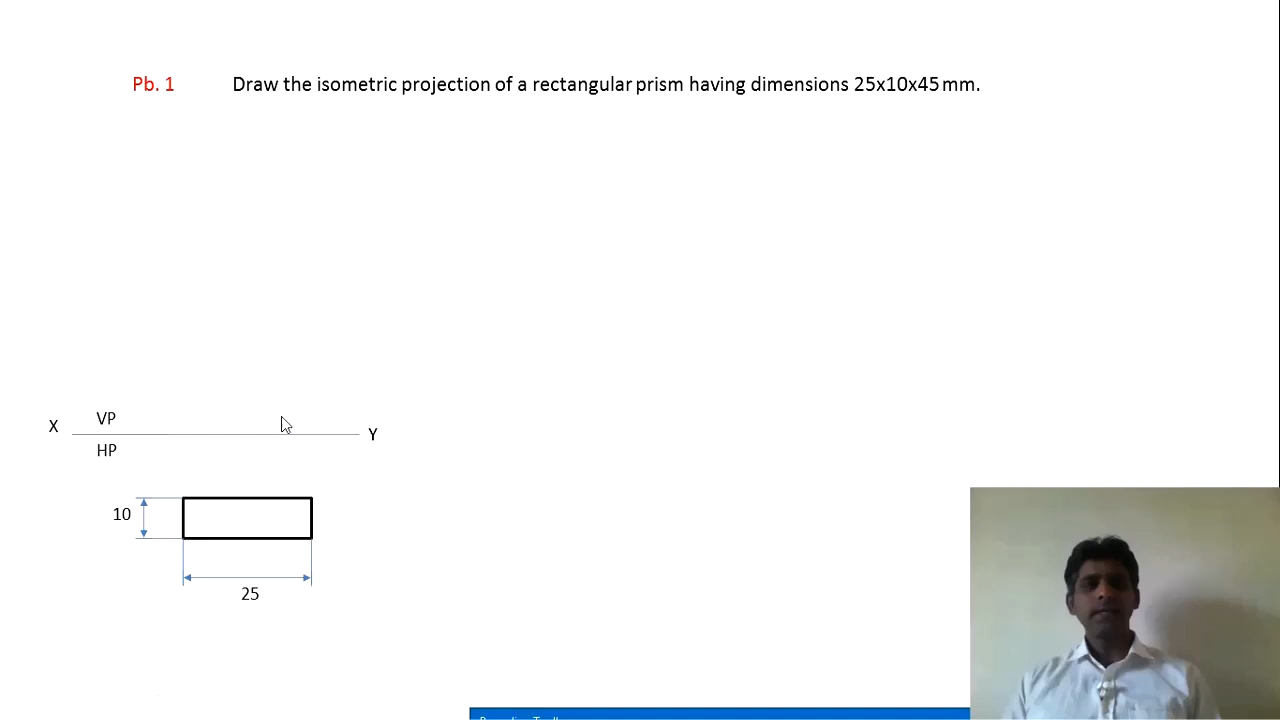 Pb. 1 Draw the isometric projection of a rectangular prism having dimensions 25x10x45 mm.
VP
X
Y
HP
10
25